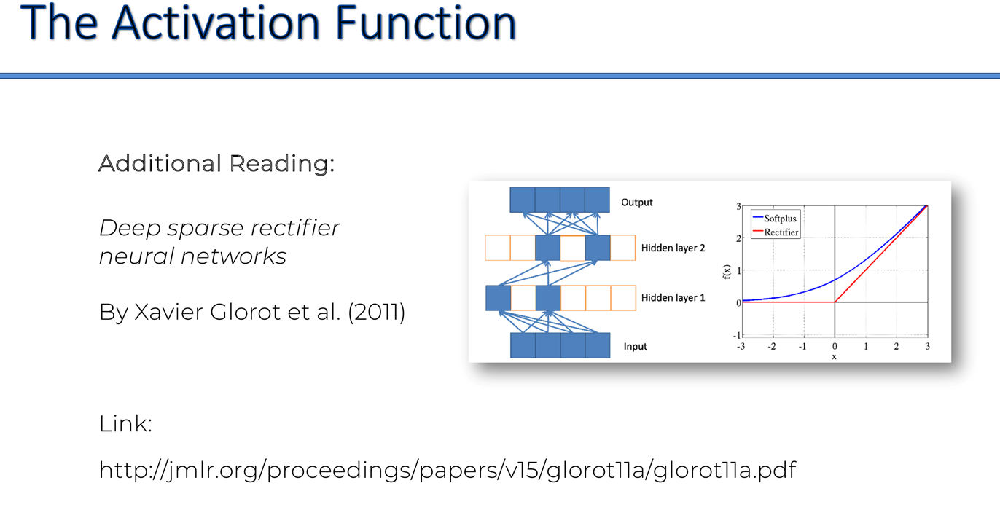 The Activation Function
Additional Reading:
Deep sparse rectifier
neural networks
By Xavier Glorot et al. (2011)
Output
Hidden layer 2
Hidden layer 1
Input
Softplus
Rectifier
f(x)
3
2
1
0
-1
-3 -2 -1 0 1 2 3
x
Link:
http://jmlr.org/proceedings/papers/v15/glorot11a/glorot11a.pdf